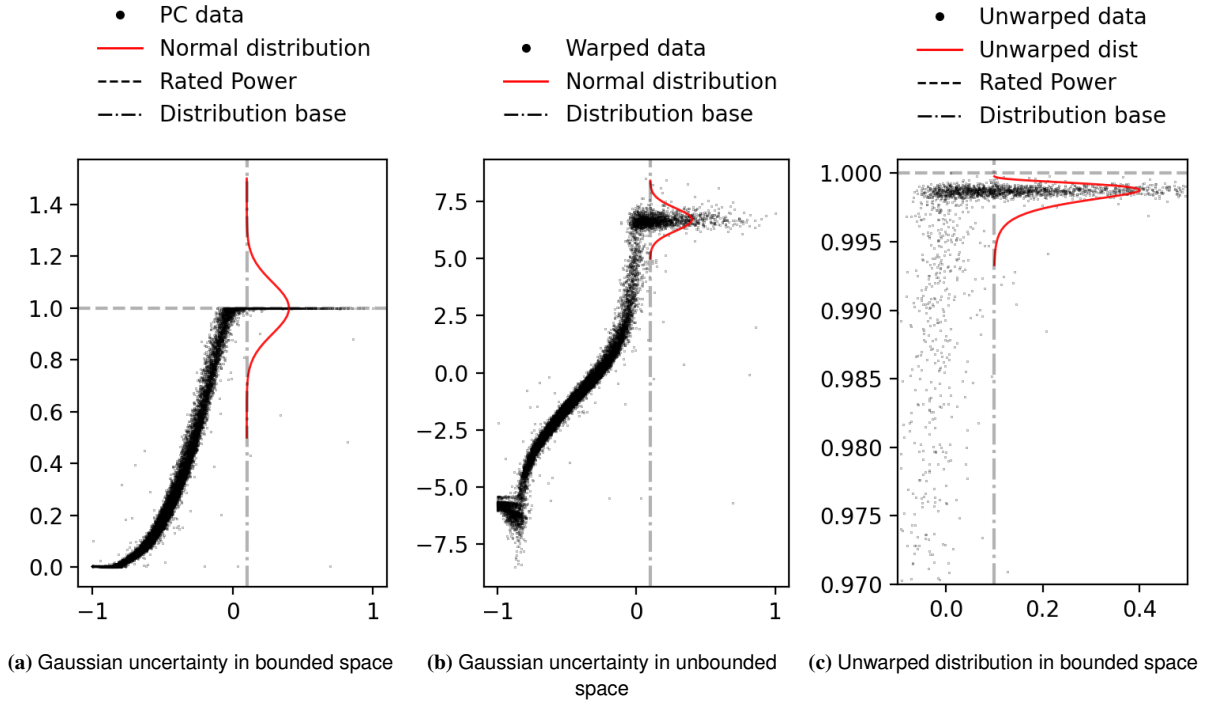 PC data
Normal distribution
Rated Power
Distribution base
1.4
1.2
1.0
0.8
0.6
0.4
0.2
0.0
−1
0
1
(a) Gaussian uncertainty in bounded space
Warped data
Normal distribution
Distribution base
7.5
5.0
2.5
0.0
−2.5
−5.0
−7.5
−1
0
1
(b) Gaussian uncertainty in unbounded
space
Unwarped data
Unwarped dist
Rated Power
Distribution base
1.000
0.995
0.990
0.985
0.980
0.975
0.970
0.0
0.2
0.4
(c) Unwarped distribution in bounded space